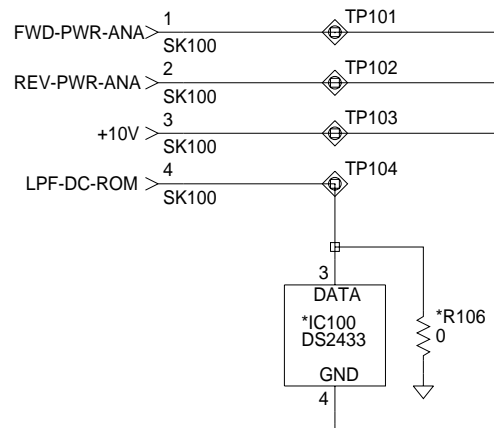 FWD-PWR-ANA 1 TP101
SK100
REV-PWR-ANA 2 TP102
SK100
+10V 3 TP103
SK100
LPF-DC-ROM 4 TP104
SK100
3
DATA
*IC100 *R106
DS2433 0
GND
4